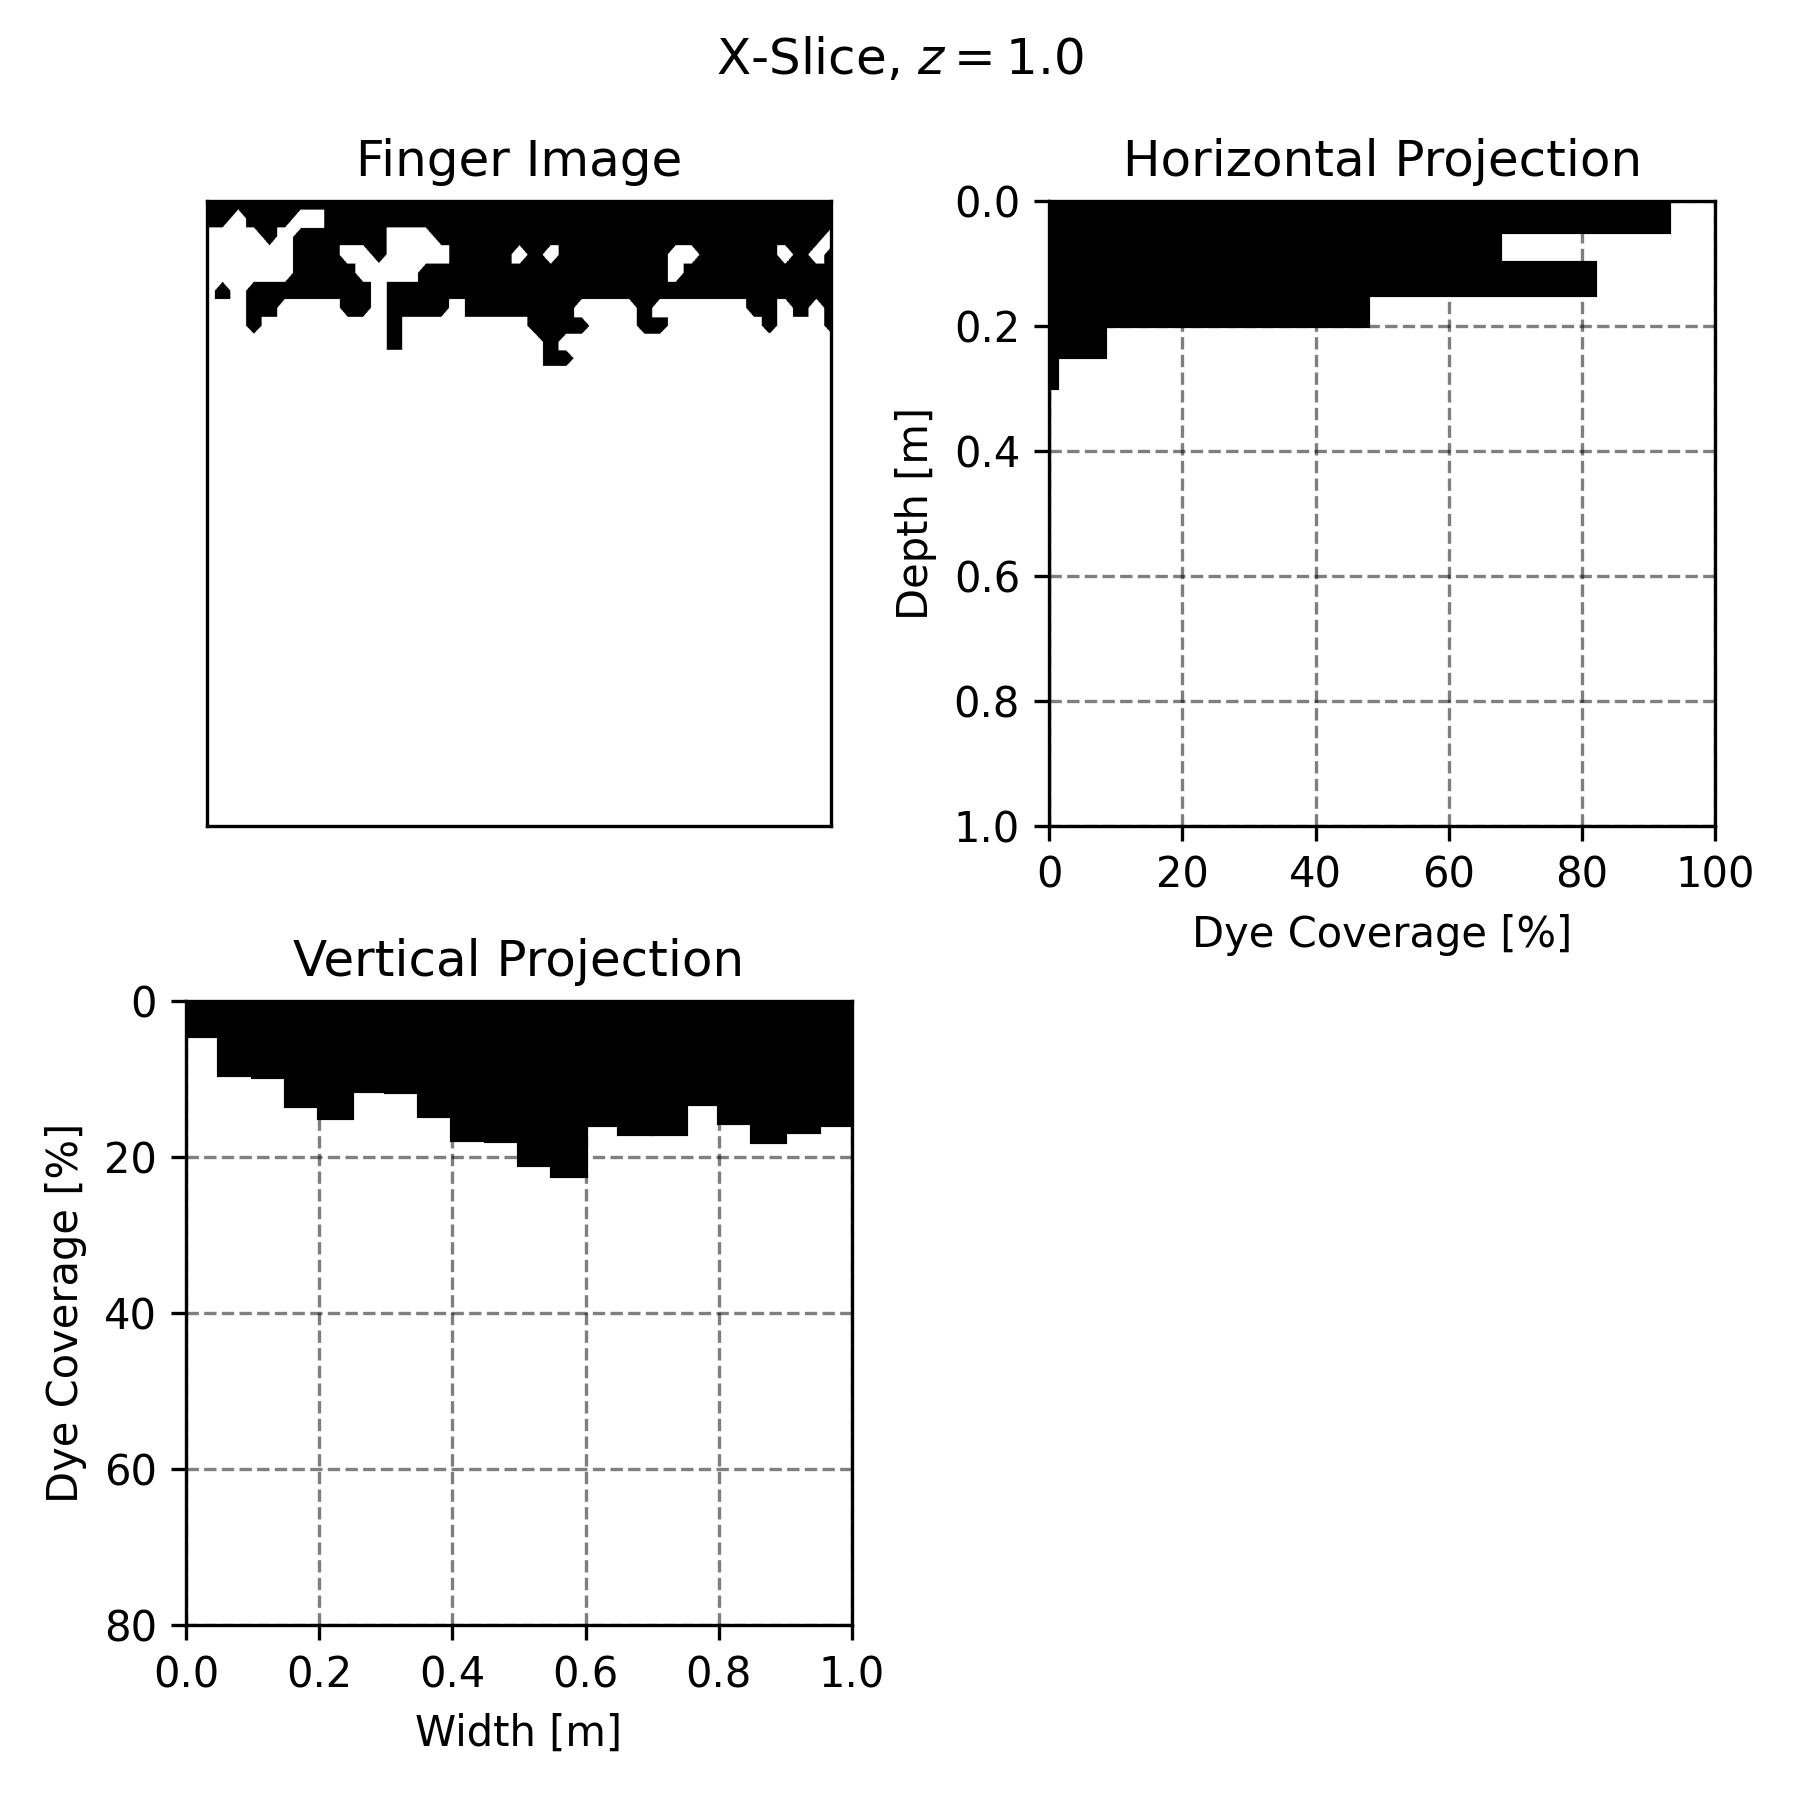 X-Slice, z = 1.0
Finger Image
Horizontal Projection
0.0
0.2
0.4
0.6
0.8
1.0
Depth [m]
0 20 40 60 80 100
Dye Coverage [%]
Vertical Projection
0
20
40
60
80
Dye Coverage [%]
0.0 0.2 0.4 0.6 0.8 1.0
Width [m]